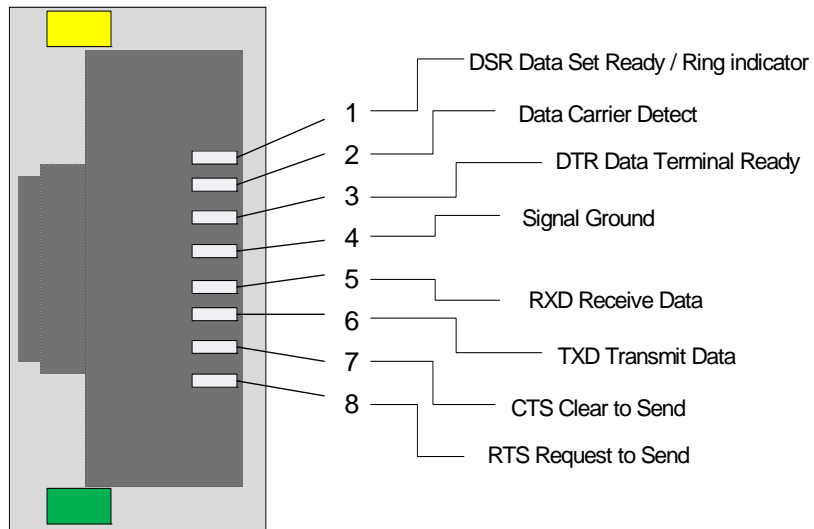 1 DSR Data Set Ready / Ring indicator
2 Data Carrier Detect
3 DTR Data Terminal Ready
4 Signal Ground
5 RXD Receive Data
6 TXD Transmit Data
7 CTS Clear to Send
8 RTS Request to Send